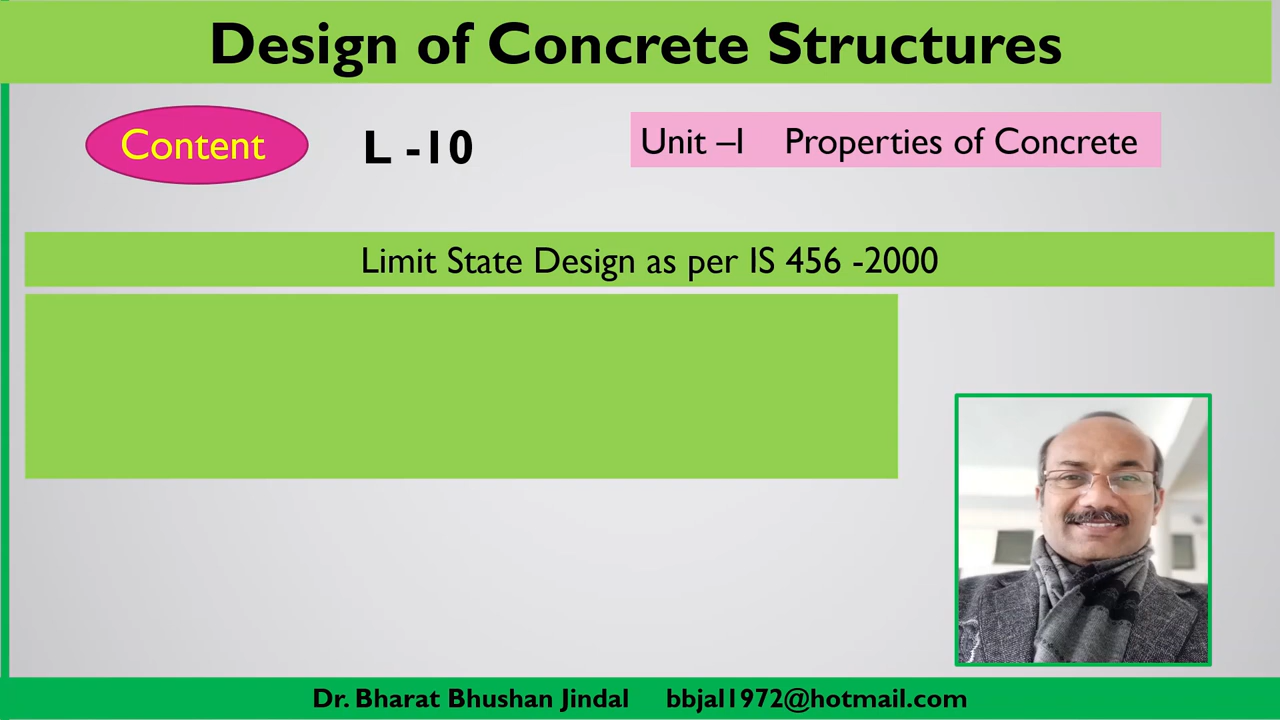 Design of Concrete Structures
Content
L -10
Unit –I Properties of Concrete
Limit State Design as per IS 456 -2000
Dr. Bharat Bhushan Jindal bbjal1972@hotmail.com